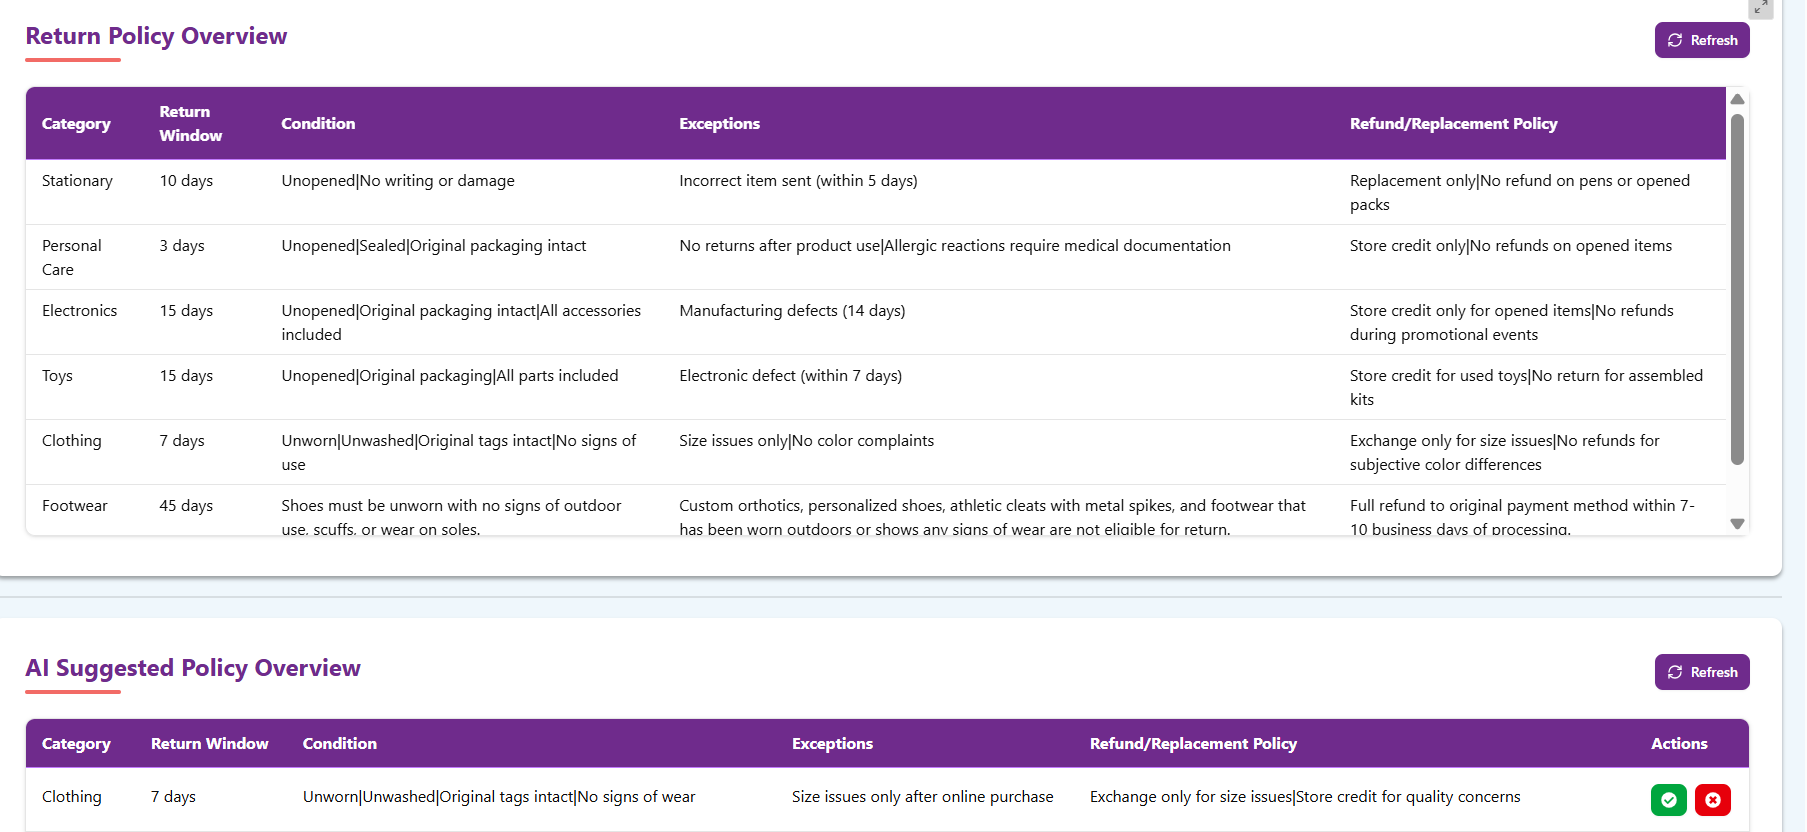 Return Policy Overview
Refresh
Category Return Window Condition Exceptions Refund/Replacement Policy
Stationary 10 days Unopened|No writing or damage Incorrect item sent (within 5 days) Replacement only|No refund on pens or opened packs
Personal Care 3 days Unopened|Sealed|Original packaging intact No returns after product use|Allergic reactions require medical documentation Store credit only|No refunds on opened items
Electronics 15 days Unopened|Original packaging intact|All accessories included Manufacturing defects (14 days) Store credit only for opened items|No refunds during promotional events
Toys 15 days Unopened|Original packaging|All parts included Electronic defect (within 7 days) Store credit for used toys|No return for assembled kits
Clothing 7 days Unworn|Unwashed|Original tags intact|No signs of use Size issues only|No color complaints Exchange only for size issues|No refunds for subjective color differences
Footwear 45 days Shoes must be unworn with no signs of outdoor use, scuffs, or wear on soles. Custom orthotics, personalized shoes, athletic cleats with metal spikes, and footwear that has been worn outdoors or shows any signs of wear are not eligible for return. Full refund to original payment method within 7-10 business days of processing.
AI Suggested Policy Overview
Refresh
Category Return Window Condition Exceptions Refund/Replacement Policy Actions
Clothing 7 days Unworn|Unwashed|Original tags intact|No signs of wear Size issues only after online purchase Exchange only for size issues|Store credit for quality concerns